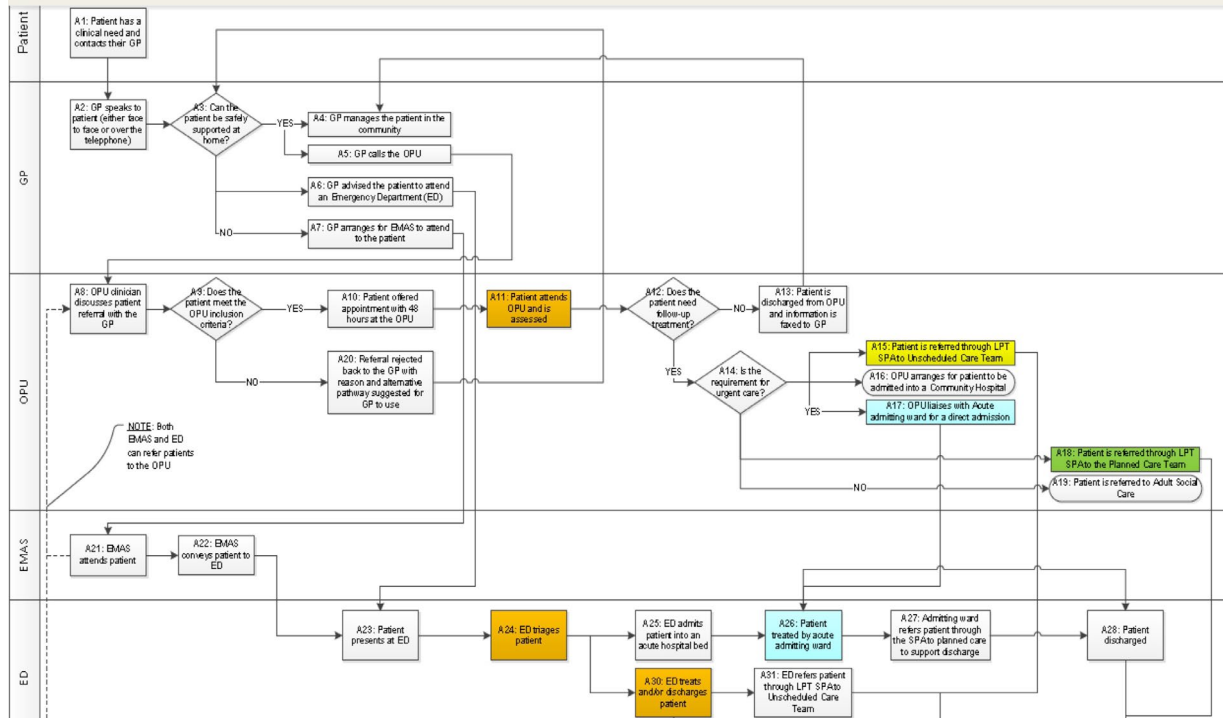 Patient
A1: Patient has a
clinical need and
contacts their GP
GP
A2: GP speaks to
patient (either face
to face or over the
telepphone)
A3: Can the
patient be safely
supported at
home?
YES
A4: GP manages the patient in the
community
A5: GP calls the OPU
A6: GP advised the patient to attend
an Emergency Department (ED)
NO
A7: GP arranges for EMAS to attend
to the patient
OPU
A8: OPU clinician
discusses patient
referral with the
GP
A9: Does the
patient meet the
OPU inclusion
criteria?
YES
A10: Patient offered
appointment with 48
hours at the OPU
A11: Patient attends
OPU and is
assessed
A12: Does the
patient need
follow-up
treatment?
NO
A13: Patient is
discharged from OPU
and information is
faxed to GP
NO
A20: Referral rejected
back to the GP with
reason and alternative
pathway suggested for
GP to use
YES
A14: Is the
requirement for
urgent care?
YES
A15: Patient is referred through LPT
SPAto Unscheduled Care Team
A16: OPU arranges for patient to be
admitted into a Community Hospital
A17: OPU liaises with Acute
admitting ward for a direct admission
A18: Patient is referred through LPT
SPAto the Planned Care Team
NO
A19: Patient is referred to Adult Social
Care
NOTE: Both
EMAS and ED
can refer patients
to the OPU
EMAS
A21: EMAS
attends patient
A22: EMAS
conveys patient to
ED
ED
A23: Patient
presents at ED
A24: ED triages
patient
A25: ED admits
patient into an
acute hospital bed
A26: Patient
treated by acute
admitting ward
A27: Admitting ward
refers patient through
the SPAto planned care
to support discharge
A28: Patient
discharged
A30: ED treats
and/or discharges
patient
A31: ED refers patient
through LPT SPAto
Unscheduled Care
Team